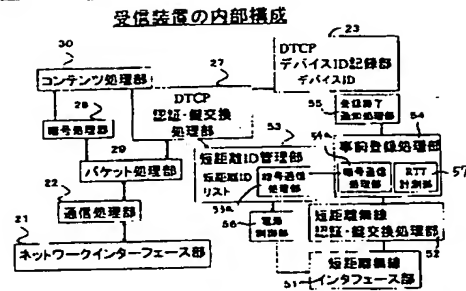 受信装置の内部構成
30
コンテンツ処理部
27
23
DTCP
デバイスID記録部
デバイスID
28
暗号処理部
DTCP
認証・鍵交換
処理部
55
登録終了
通知処理部
54
29
パケット処理部
53
短距離ID管理部
短距離ID
リスト
暗号通信
処理部
53a
54a
事前登録処理部
暗号通信
処理部
RTT
計測部
57
22
通信処理部
56
電源
制御部
短距離無線
認証・鍵交換処理部
52
21
ネットワークインターフェース部
短距離無線
インタフェース部
51